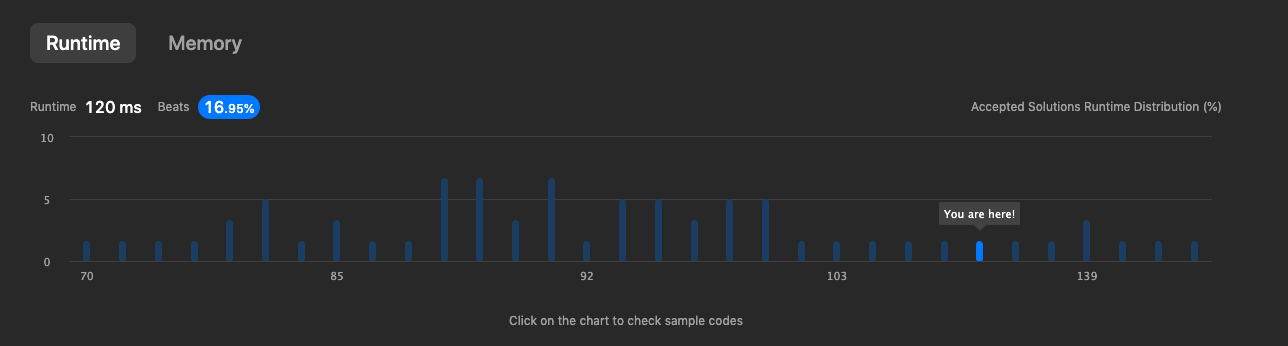 Runtime Memory
Runtime 120 ms Beats 16.95% Accepted Solutions Runtime Distribution (%)
10
5
You are here!
0
70 85 92 103 139
Click on the chart to check sample codes